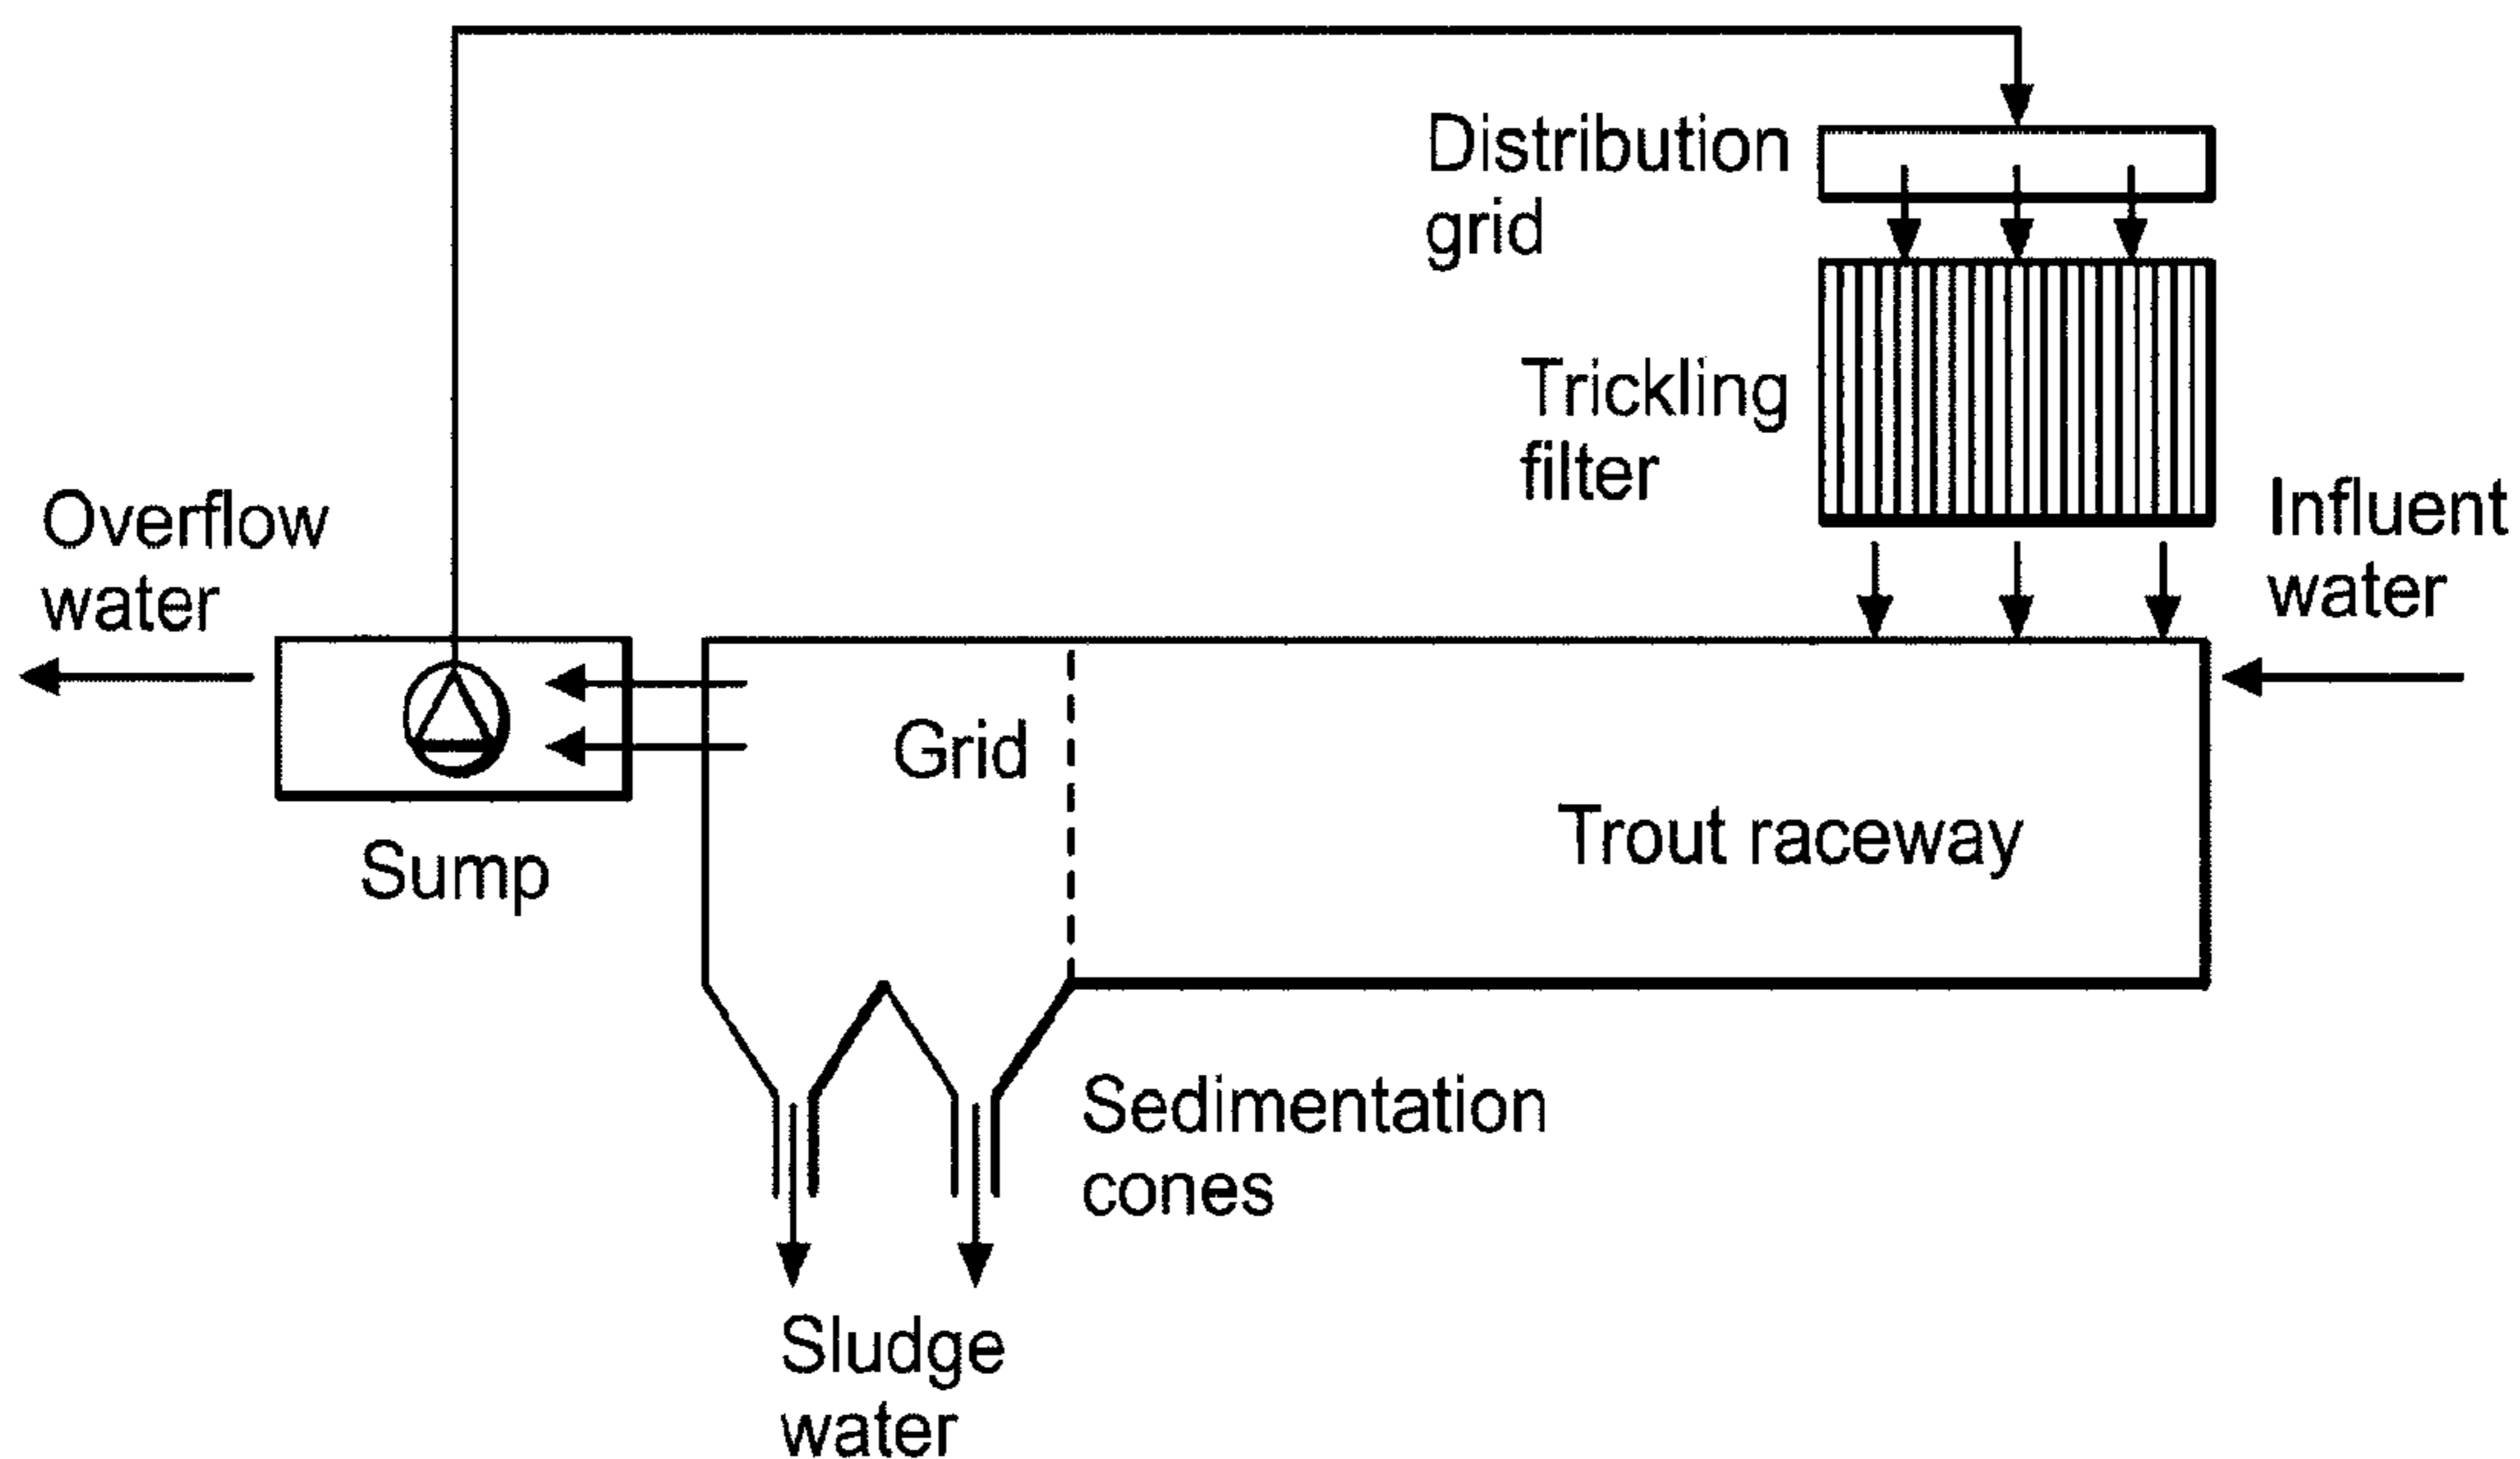 Distribution
grid
Trickling
filter
Influent
water
Overflow
water
Grid
Trout raceway
Sump
Sedimentation
cones
Sludge
water